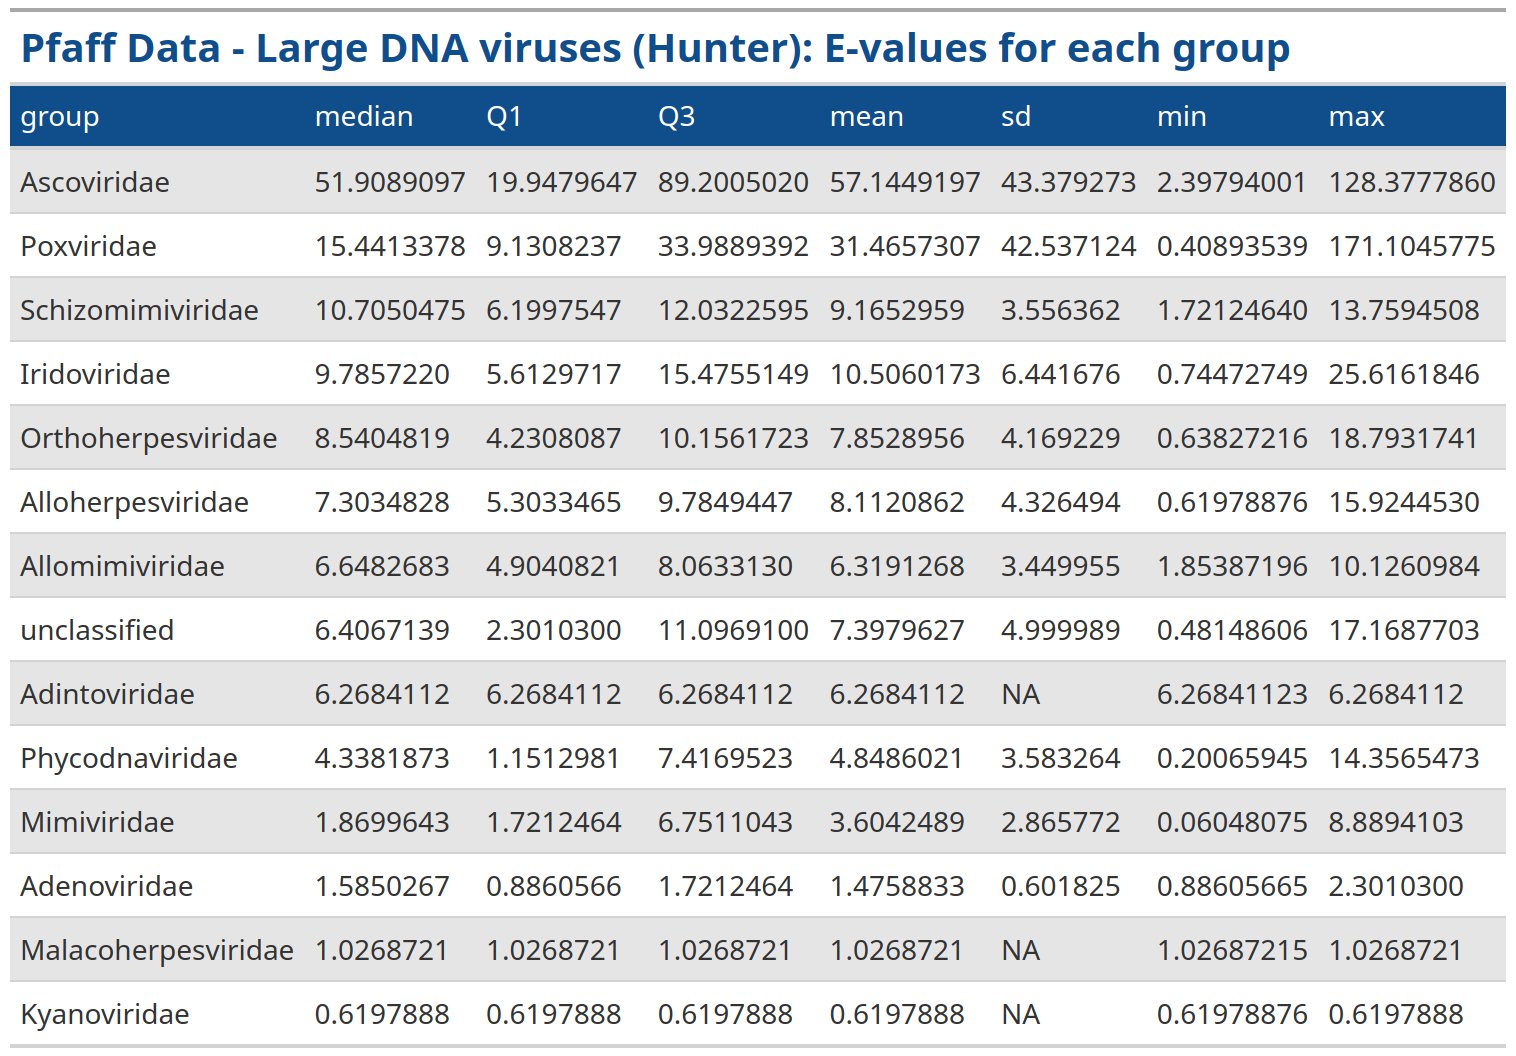 Pfaff Data - Large DNA viruses (Hunter): E-values for each group
group median Q1 Q3 mean sd min max
Ascoviridae 51.9089097 19.9479647 89.2005020 57.1449197 43.379273 2.39794001 128.3777860
Poxviridae 15.4413378 9.1308237 33.9889392 31.4657307 42.537124 0.40893539 171.1045775
Schizomimiviridae 10.7050475 6.1997547 12.0322595 9.1652959 3.556362 1.72124640 13.7594508
Iridoviridae 9.7857220 5.6129717 15.4755149 10.5060173 6.441676 0.74472749 25.6161846
Orthoherpesviridae 8.5404819 4.2308087 10.1561723 7.8528956 4.169229 0.63827216 18.7931741
Alloherpesviridae 7.3034828 5.3033465 9.7849447 8.1120862 4.326494 0.61978876 15.9244530
Allomimiviridae 6.6482683 4.9040821 8.0633130 6.3191268 3.449955 1.85387196 10.1260984
unclassified 6.4067139 2.3010300 11.0969100 7.3979627 4.999989 0.48148606 17.1687703
Adintoviridae 6.2684112 6.2684112 6.2684112 6.2684112 NA 6.26841123 6.2684112
Phycodnaviridae 4.3381873 1.1512981 7.4169523 4.8486021 3.583264 0.20065945 14.3565473
Mimiviridae 1.8699643 1.7212464 6.7511043 3.6042489 2.865772 0.06048075 8.8894103
Adenoviridae 1.5850267 0.8860566 1.7212464 1.4758833 0.601825 0.88605665 2.3010300
Malacoherpesviridae 1.0268721 1.0268721 1.0268721 1.0268721 NA 1.02687215 1.0268721
Kyanoviridae 0.6197888 0.6197888 0.6197888 0.6197888 NA 0.61978876 0.6197888